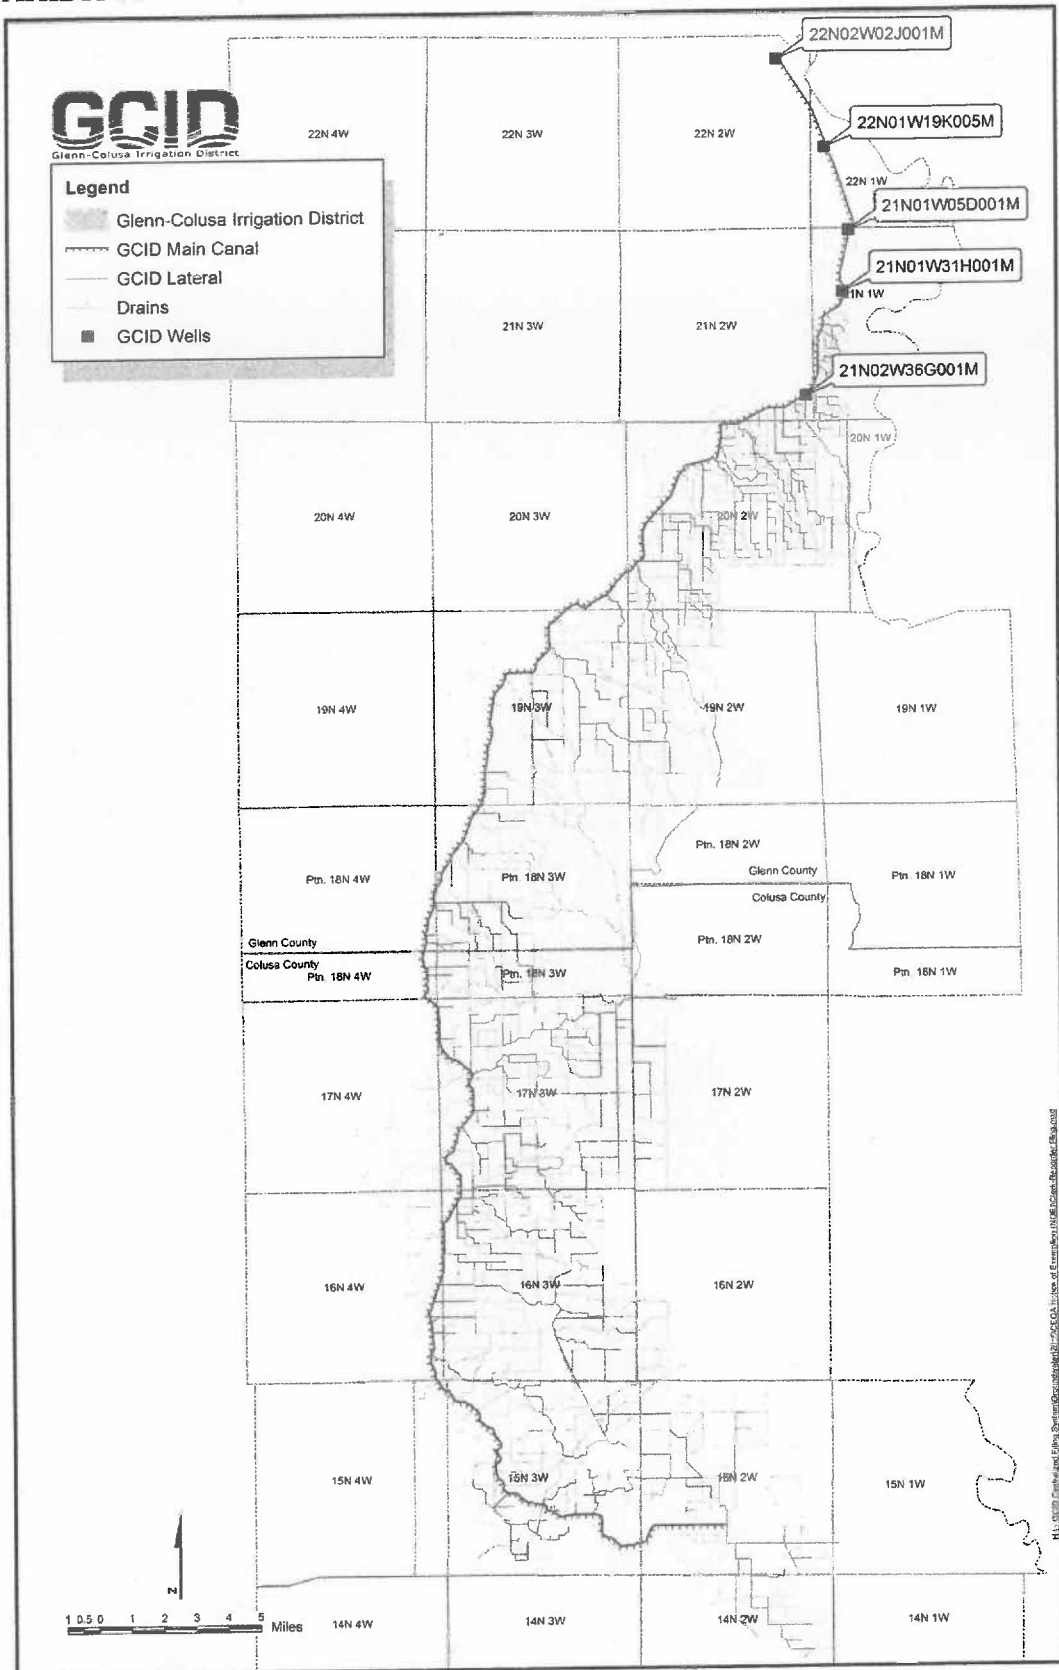 22N02W02J001M
GCID
Glenn-Colusa Irrigation District
22N 4W
22N 3W
22N 2W
22N01W19K005M
Legend
Glenn-Colusa Irrigation District
GCID Main Canal
GCID Lateral
Drains
GCID Wells
22N 1W
21N01W05D001M
21N01W31H001M
1N 1W
21N 3W
21N 2W
21N02W36G001M
20N 1W
20N 4W
20N 3W
20N 2W
19N 4W
19N 3W
19N 2W
19N 1W
Ptn. 18N 4W
Ptn. 18N 3W
Ptn. 18N 2W
Glenn County
Ptn. 18N 1W
Colusa County
Glenn County
Colusa County
Ptn. 18N 4W
Ptn. 18N 3W
Ptn. 18N 2W
Ptn. 18N 1W
17N 4W
17N 3W
17N 2W
16N 4W
16N 3W
16N 2W
15N 4W
15N 3W
15N 2W
15N 1W
N
1 0.5 0 1 2 3 4 5
Miles
14N 4W
14N 3W
14N 2W
14N 1W